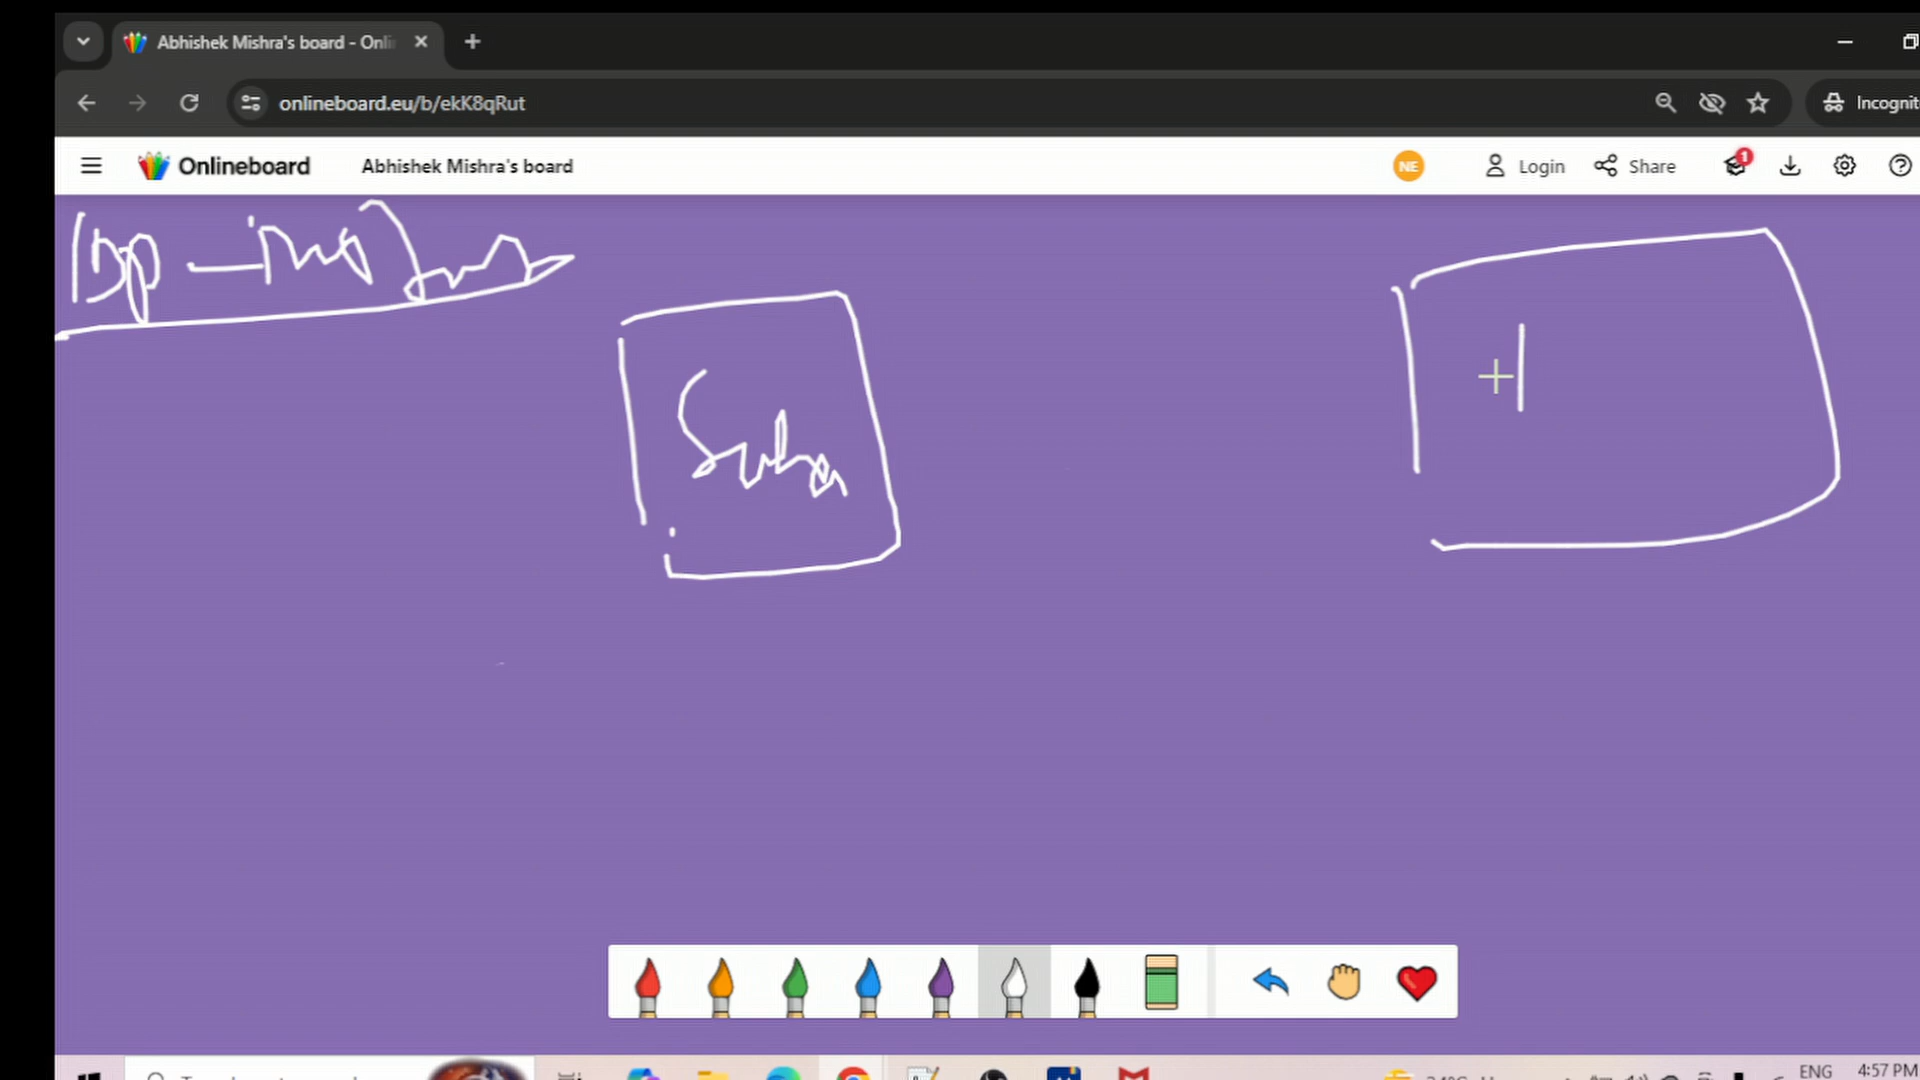 Abhishek Mishra's board - Onli
onlineboard.eu/b/ekK8qRut
Incognit
Onlineboard
Abhishek Mishra's board
NE
Login
Share
1
ENG
4:57 PM